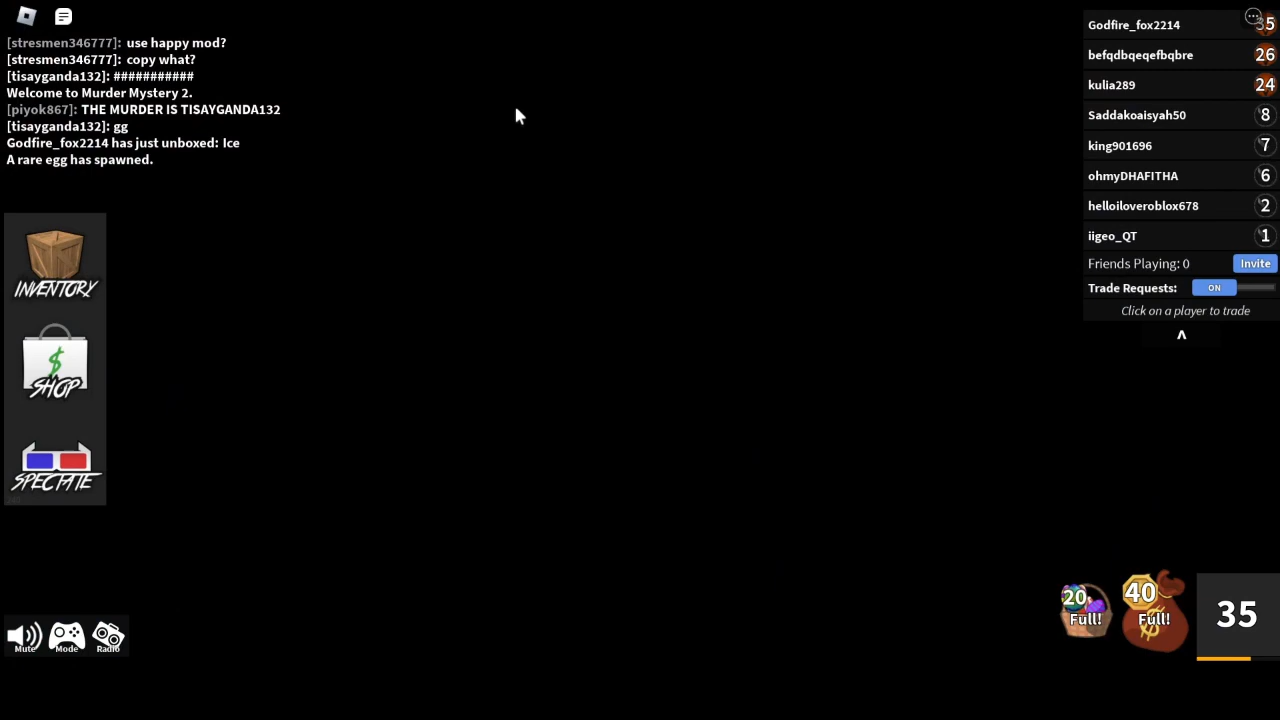 [stresmen346777]: use happy mod?
[stresmen346777]: copy what?
[tisayganda132]: ###########
Welcome to Murder Mystery 2.
[piyok867]: THE MURDER IS TISAYGANDA132
[tisayganda132]: gg
Godfire_fox2214 has just unboxed: Ice
A rare egg has spawned.
INVENTORY
$
SHOP
SPECTATE
Mute
Mode
Radio
Godfire_fox2214 35
befqdbqeqefbqbre 26
kulia289 24
Saddakoaisyah50 8
king901696 7
ohmyDHAFITHA 6
helloiloveroblox678 2
iigeo_QT 1
Friends Playing: 0 Invite
Trade Requests: ON
Click on a player to trade
20
Full!
40
Full!
$
35